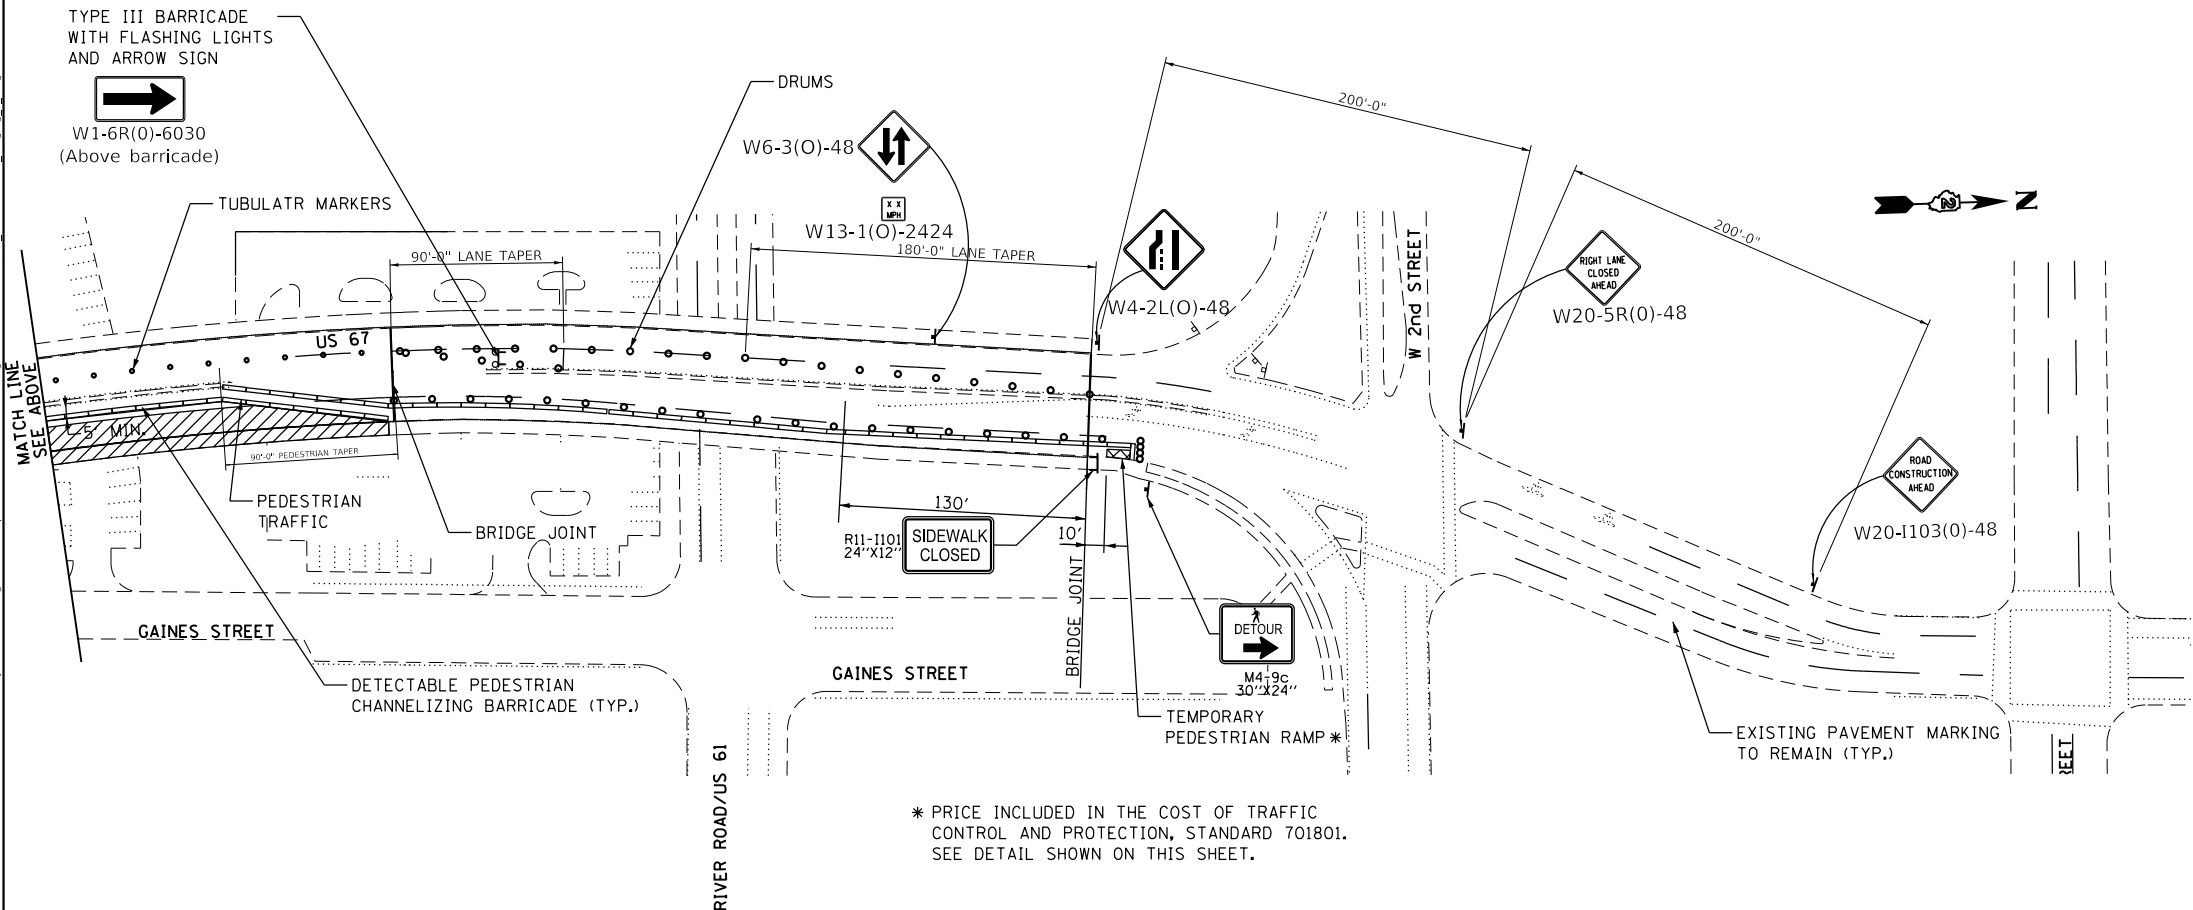 TYPE III BARRICADE
WITH FLASHING LIGHTS
AND ARROW SIGN
W1-6R(0)-6030
(Above barricade)
TUBULATR MARKERS
DRUMS
W6-3(O)-48
X X
MPH
W13-1(O)-2424
90'-0" LANE TAPER
180'-0" LANE TAPER
200'-0"
200'-0"
W4-2L(O)-48
W 2nd STREET
RIGHT LANE
CLOSED
AHEAD
W20-5R(0)-48
2
N
US 67
MATCH LINE
SEE ABOVE
5' MIN.
90'-0" PEDESTRIAN TAPER
PEDESTRIAN
TRAFFIC
BRIDGE JOINT
130'
10'
R11-I101
24"X12"
SIDEWALK
CLOSED
BRIDGE JOINT
ROAD
CONSTRUCTION
AHEAD
W20-I103(0)-48
GAINES STREET
GAINES STREET
DETOUR
M4-9c
30"X24"
DETECTABLE PEDESTRIAN
CHANNELIZING BARRICADE (TYP.)
TEMPORARY
PEDESTRIAN RAMP *
EXISTING PAVEMENT MARKING
TO REMAIN (TYP.)
RIVER ROAD/US 61
* PRICE INCLUDED IN THE COST OF TRAFFIC
CONTROL AND PROTECTION, STANDARD 701801.
SEE DETAIL SHOWN ON THIS SHEET.